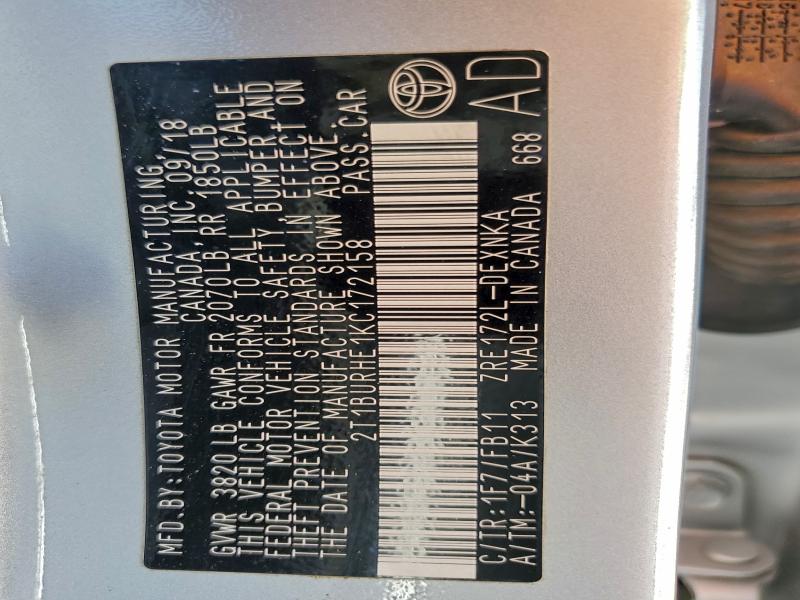 MFD.BY:TOYOTA MOTOR MANUFACTURING,
CANADA, INC. 09/18
GVWR 3820LB GAWR FR 2070LB,RR 1850LB
THIS VEHICLE CONFORMS TO ALL APPLICABLE
FEDERAL MOTOR VEHICLE SAFETY BUMPER, AND
THEFT PREVENTION STANDARDS IN EFFECT ON
THE DATE OF MANUFACTURE SHOWN ABOVE.
2T1BURHE1KC172158 PASS.CAR
C/TR:1F7/FB11 ZRE172L-DEXNKA
A/TM:-04A/K313 MADE IN CANADA 668
AD